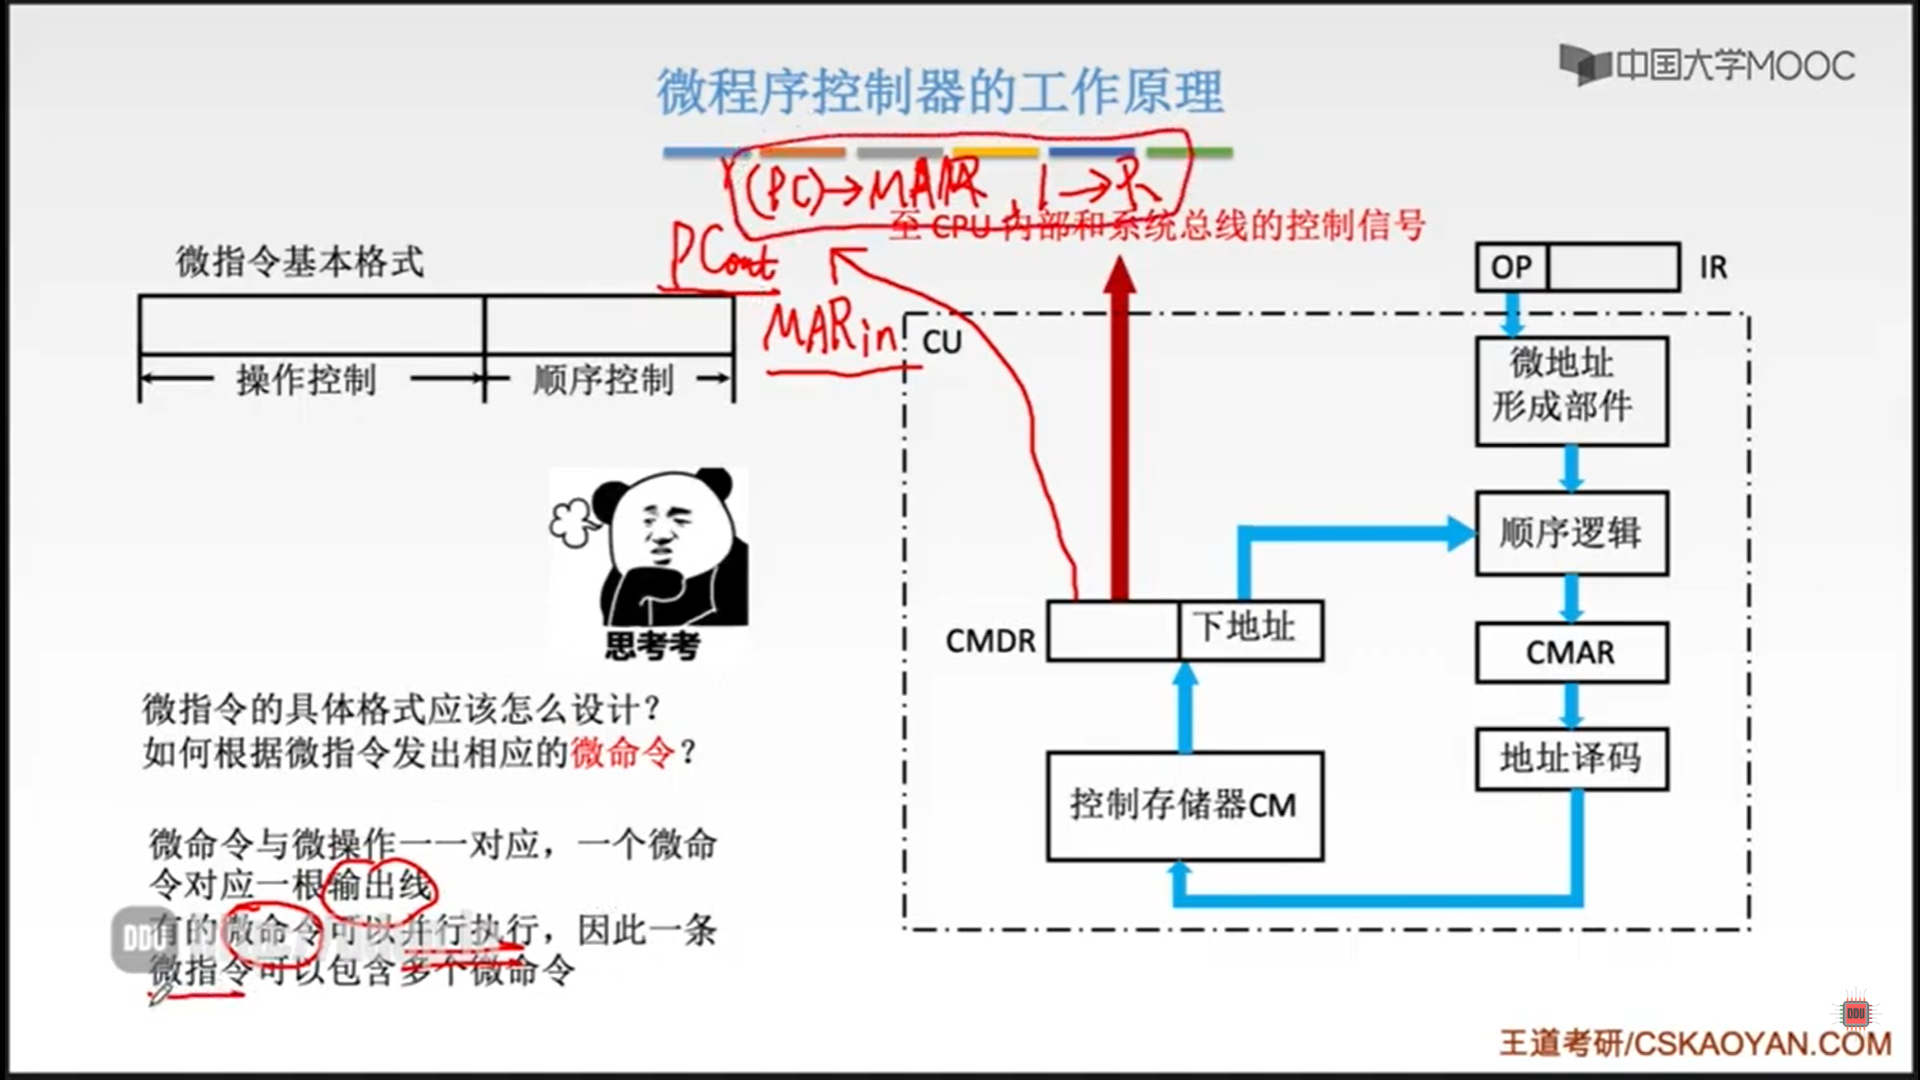 中国大学MOOC
微程序控制器的工作原理
(PC)→MAR, 1→R
至 CPU 内部和系统总线的控制信号
PCout
MARin
微指令基本格式
操作控制
顺序控制
思考考
微指令的具体格式应该怎么设计?
如何根据微指令发出相应的微命令?
微命令与微操作一一对应，一个微命
令对应一根输出线
有的微命令可以并行执行，因此一条
微指令可以包含多个微命令
DDU
OP
IR
CU
微地址
形成部件
顺序逻辑
CMAR
地址译码
CMDR
下地址
控制存储器CM
DDU
王道考研/CSKAOYAN.COM